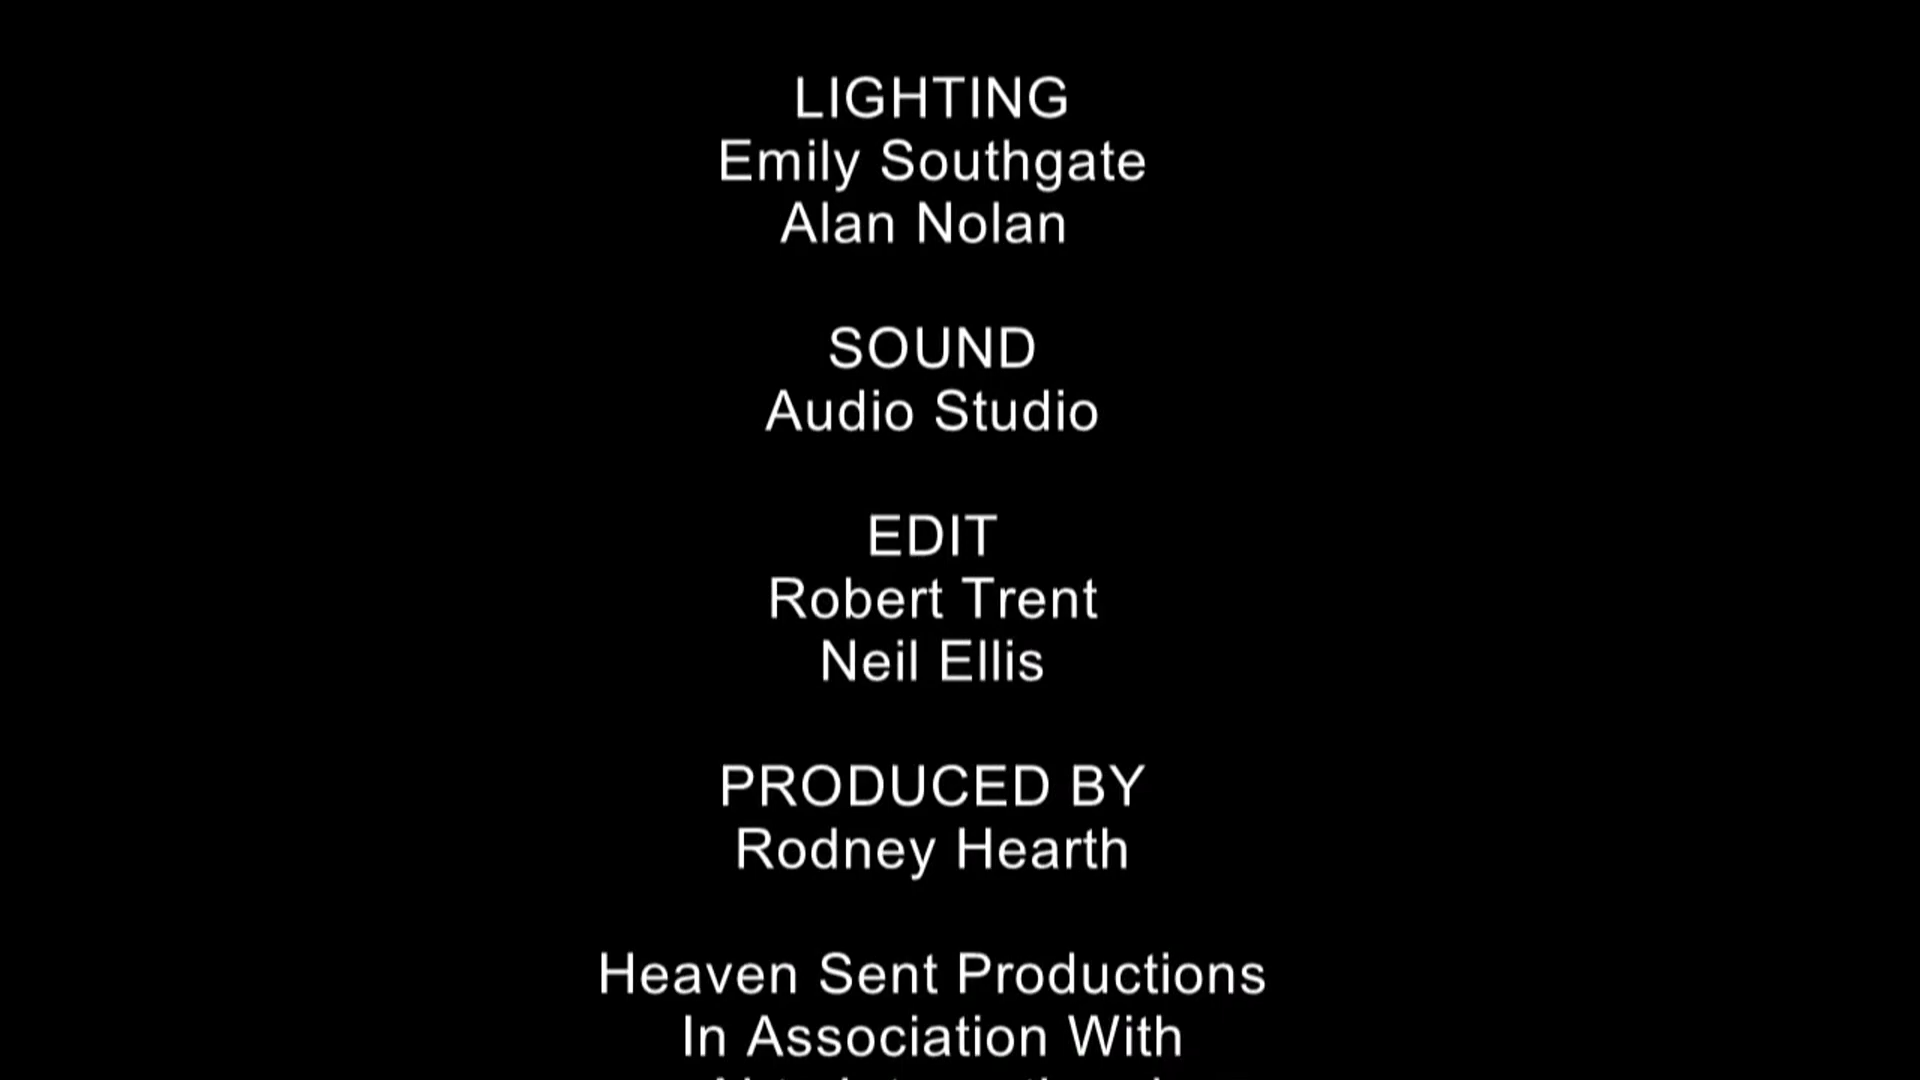 LIGHTING
Emily Southgate
Alan Nolan
SOUND
Audio Studio
EDIT
Robert Trent
Neil Ellis
PRODUCED BY
Rodney Hearth
Heaven Sent Productions
In Association With